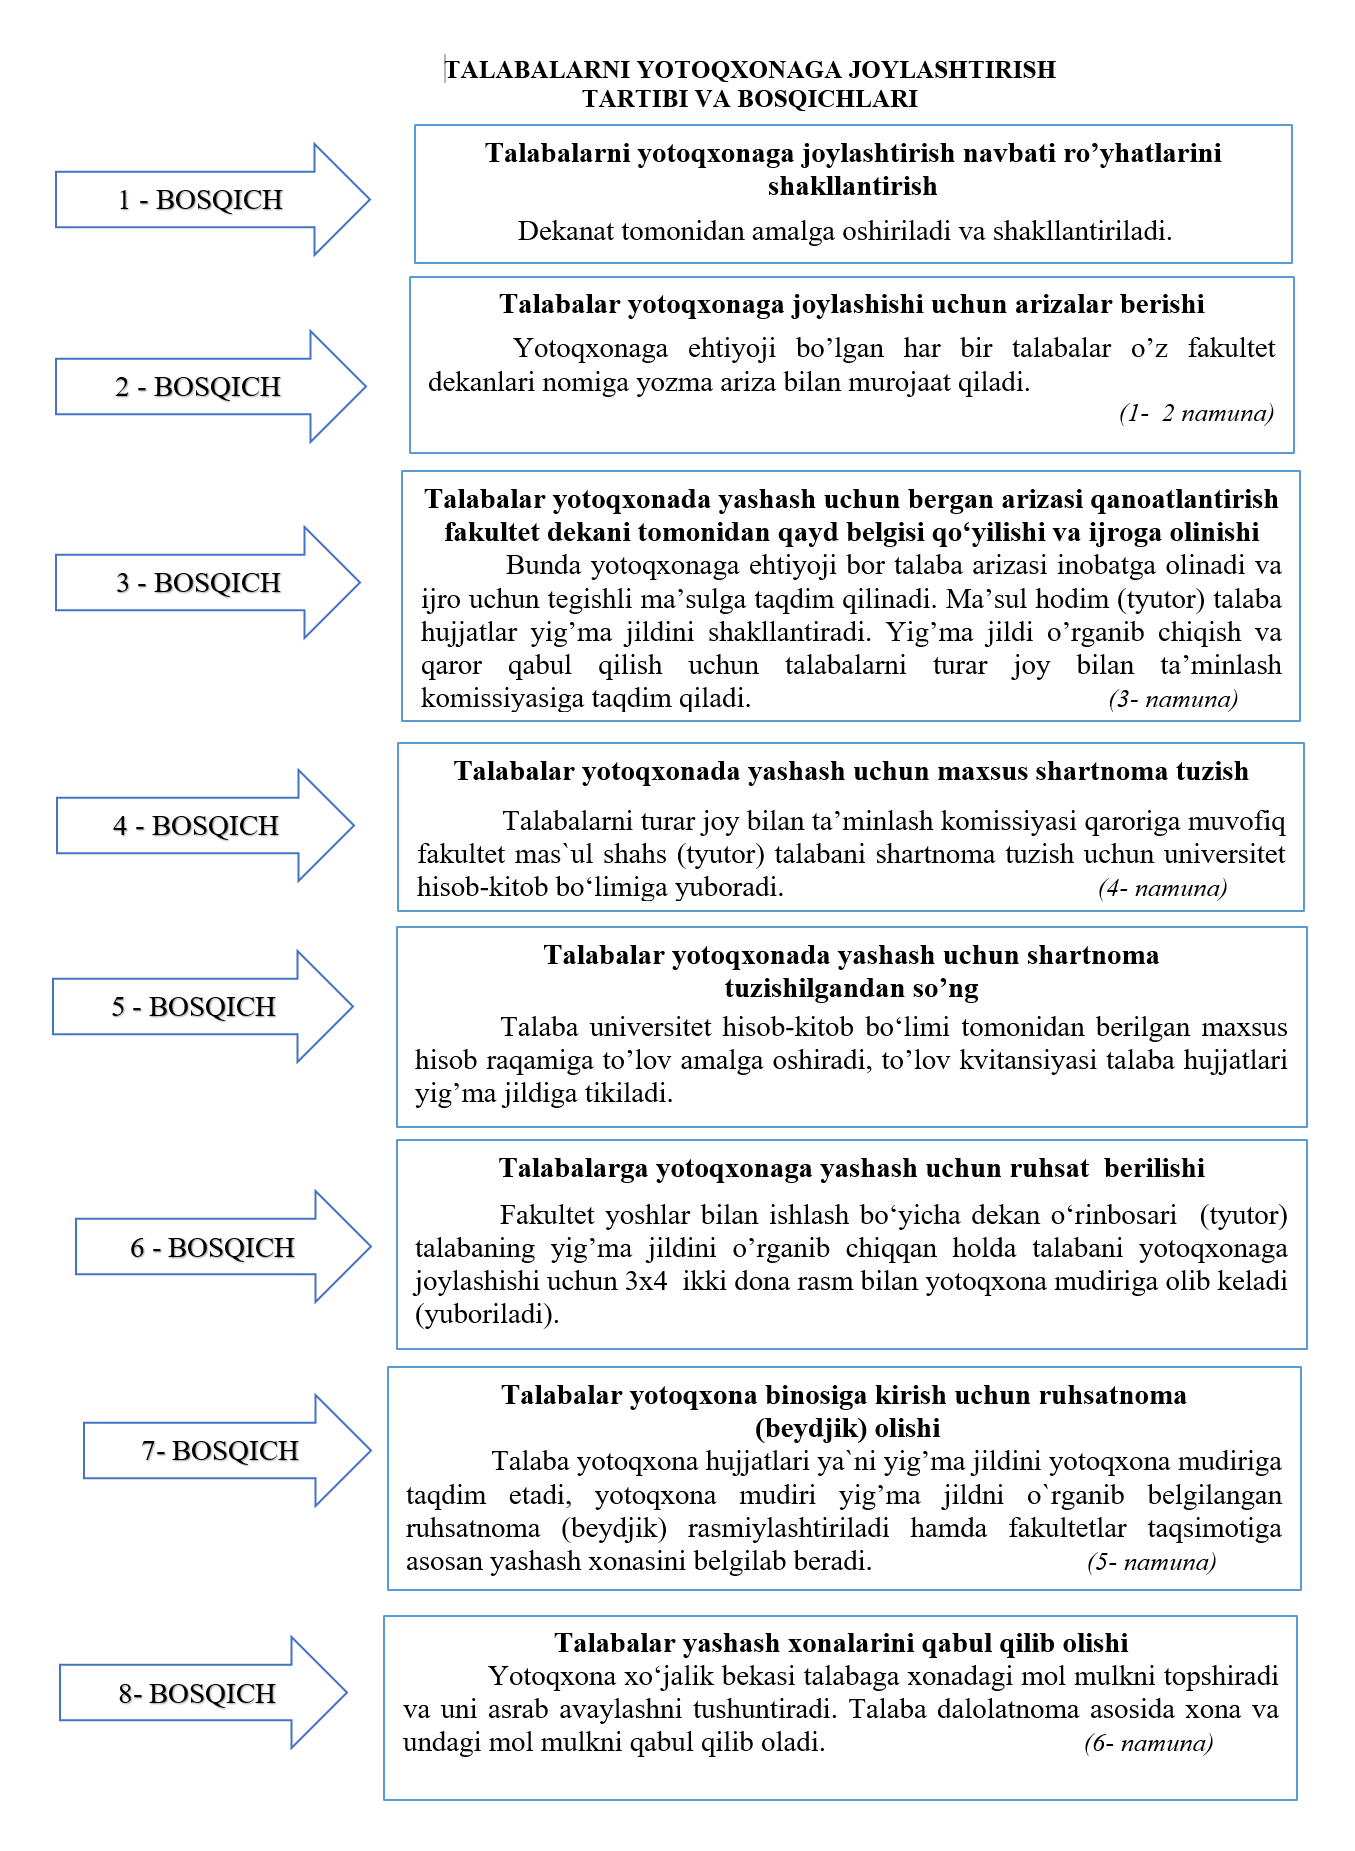 TALABALARNI YOTOQXONAGA JOYLASHTIRISH
TARTIBI VA BOSQICHLARI
1 - BOSQICH
Talabalarni yotoqxonaga joylashtirish navbati ro’yhatlarini
shakllantirish
Dekanat tomonidan amalga oshiriladi va shakllantiriladi.
2 - BOSQICH
Talabalar yotoqxonaga joylashishi uchun arizalar berishi
Yotoqxonaga ehtiyoji bo’lgan har bir talabalar o’z fakultet
dekanlari nomiga yozma ariza bilan murojaat qiladi.
(1- 2 namuna)
3 - BOSQICH
Talabalar yotoqxonada yashash uchun bergan arizasi qanoatlantirish
fakultet dekani tomonidan qayd belgisi qo‘yilishi va ijroga olinishi
Bunda yotoqxonaga ehtiyoji bor talaba arizasi inobatga olinadi va
ijro uchun tegishli ma’sulga taqdim qilinadi. Ma’sul hodim (tyutor) talaba
hujjatlar yig’ma jildini shakllantiradi. Yig’ma jildi o’rganib chiqish va
qaror qabul qilish uchun talabalarni turar joy bilan ta’minlash
komissiyasiga taqdim qiladi. (3- namuna)
4 - BOSQICH
Talabalar yotoqxonada yashash uchun maxsus shartnoma tuzish
Talabalarni turar joy bilan ta’minlash komissiyasi qaroriga muvofiq
fakultet mas`ul shahs (tyutor) talabani shartnoma tuzish uchun universitet
hisob-kitob bo‘limiga yuboradi. (4- namuna)
5 - BOSQICH
Talabalar yotoqxonada yashash uchun shartnoma
tuzishilgandan so’ng
Talaba universitet hisob-kitob bo‘limi tomonidan berilgan maxsus
hisob raqamiga to’lov amalga oshiradi, to’lov kvitansiyasi talaba hujjatlari
yig’ma jildiga tikiladi.
6 - BOSQICH
Talabalarga yotoqxonaga yashash uchun ruhsat berilishi
Fakultet yoshlar bilan ishlash bo‘yicha dekan o‘rinbosari (tyutor)
talabaning yig’ma jildini o’rganib chiqqan holda talabani yotoqxonaga
joylashishi uchun 3x4 ikki dona rasm bilan yotoqxona mudiriga olib keladi
(yuboriladi).
7- BOSQICH
Talabalar yotoqxona binosiga kirish uchun ruhsatnoma
(beydjik) olishi
Talaba yotoqxona hujjatlari ya`ni yig’ma jildini yotoqxona mudiriga
taqdim etadi, yotoqxona mudiri yig’ma jildni o`rganib belgilangan
ruhsatnoma (beydjik) rasmiylashtiriladi hamda fakultetlar taqsimotiga
asosan yashash xonasini belgilab beradi. (5- namuna)
8- BOSQICH
Talabalar yashash xonalarini qabul qilib olishi
Yotoqxona xo‘jalik bekasi talabaga xonadagi mol mulkni topshiradi
va uni asrab avaylashni tushuntiradi. Talaba dalolatnoma asosida xona va
undagi mol mulkni qabul qilib oladi. (6- namuna)